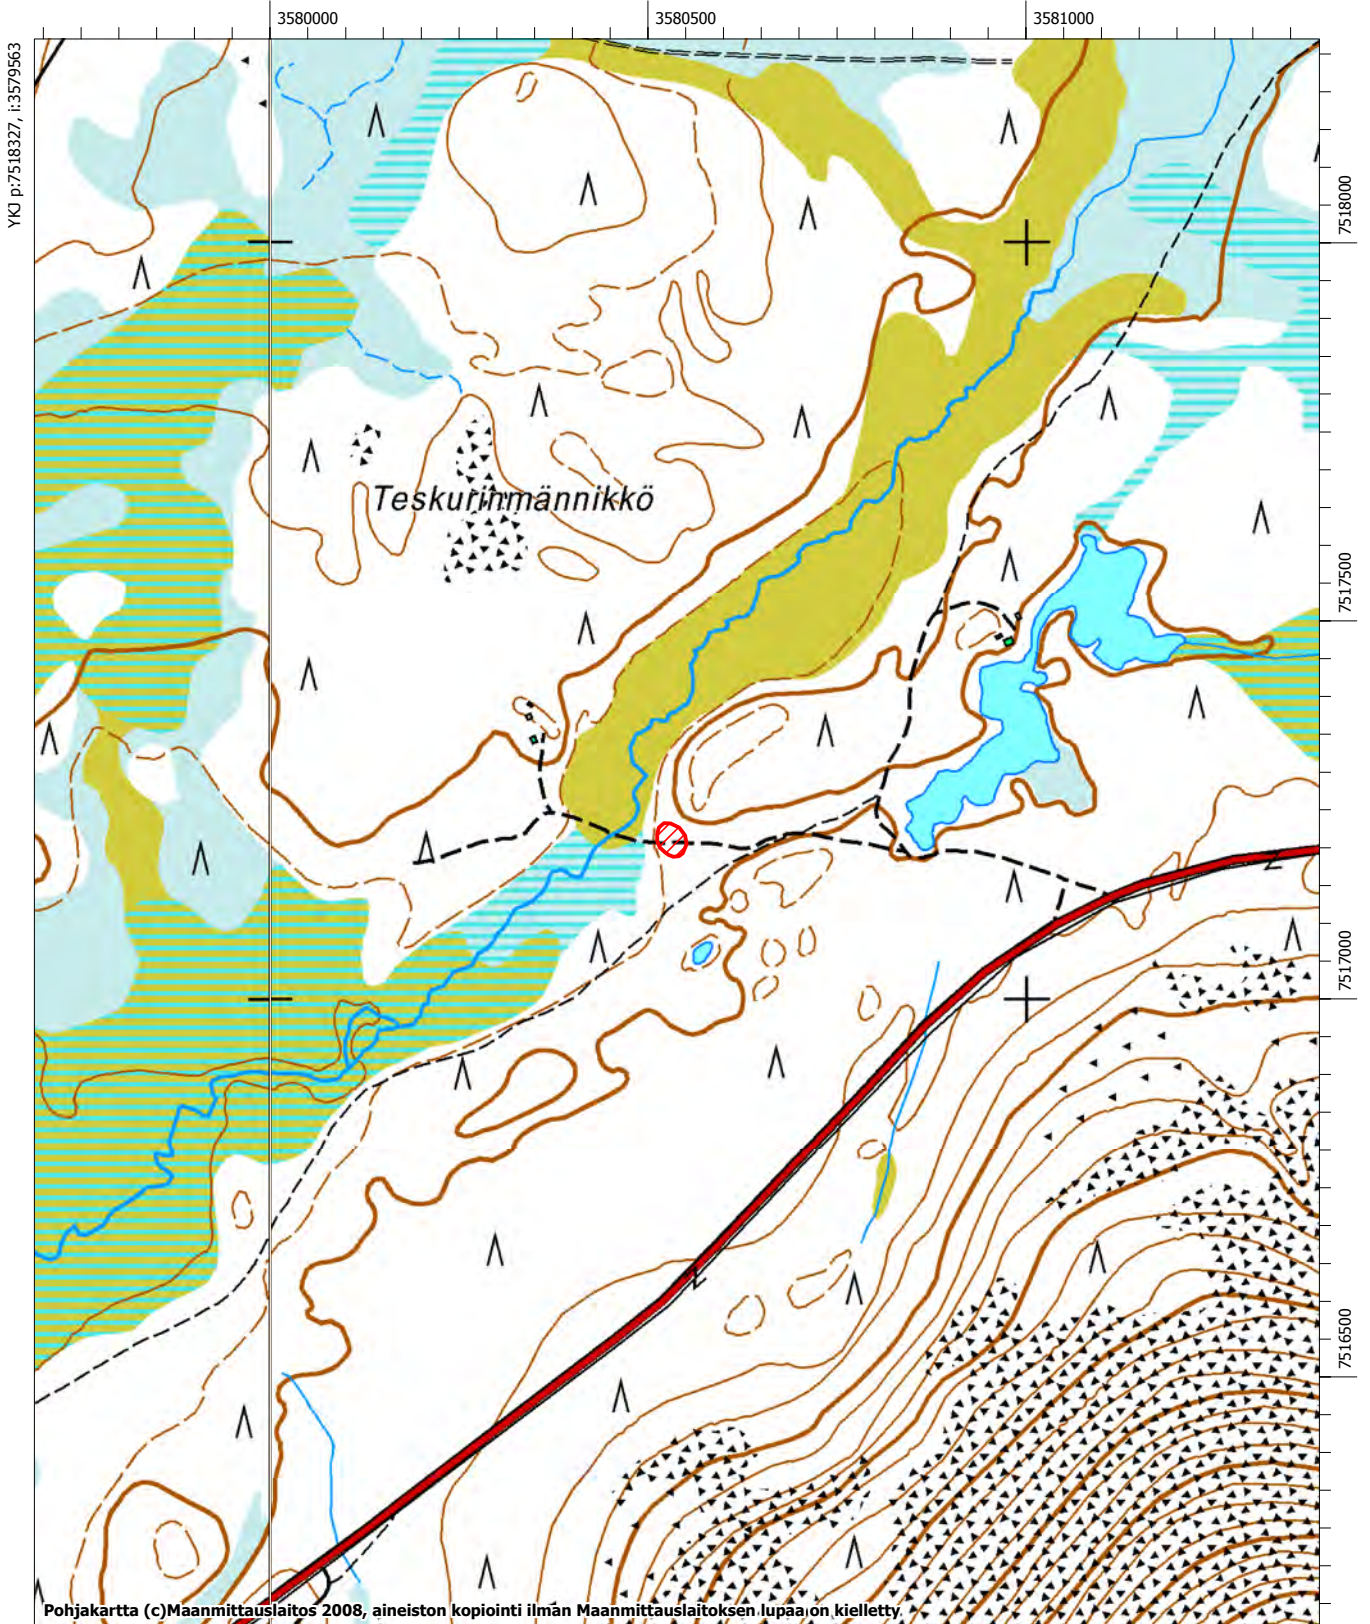 3580000
3580500
3581000
YKJ p:7518327, i:3579563
7518000
Teskurinmännikkö
7517500
7517000
7516500
Pohjakartta (c)Maanmittauslaitos 2008, aineiston kopiointi ilman Maanmittauslaitoksen lupaa on kielletty.